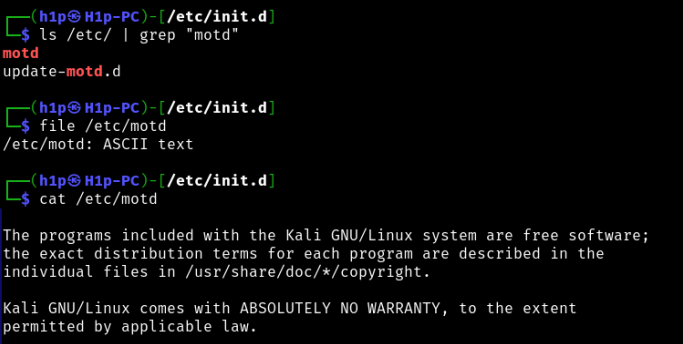 ┌──(h1p㉿H1p-PC)-[/etc/init.d]
└─$ ls /etc/ | grep "motd"
motd
update-motd.d
┌──(h1p㉿H1p-PC)-[/etc/init.d]
└─$ file /etc/motd
/etc/motd: ASCII text
┌──(h1p㉿H1p-PC)-[/etc/init.d]
└─$ cat /etc/motd
The programs included with the Kali GNU/Linux system are free software;
the exact distribution terms for each program are described in the
individual files in /usr/share/doc/*/copyright.
Kali GNU/Linux comes with ABSOLUTELY NO WARRANTY, to the extent
permitted by applicable law.